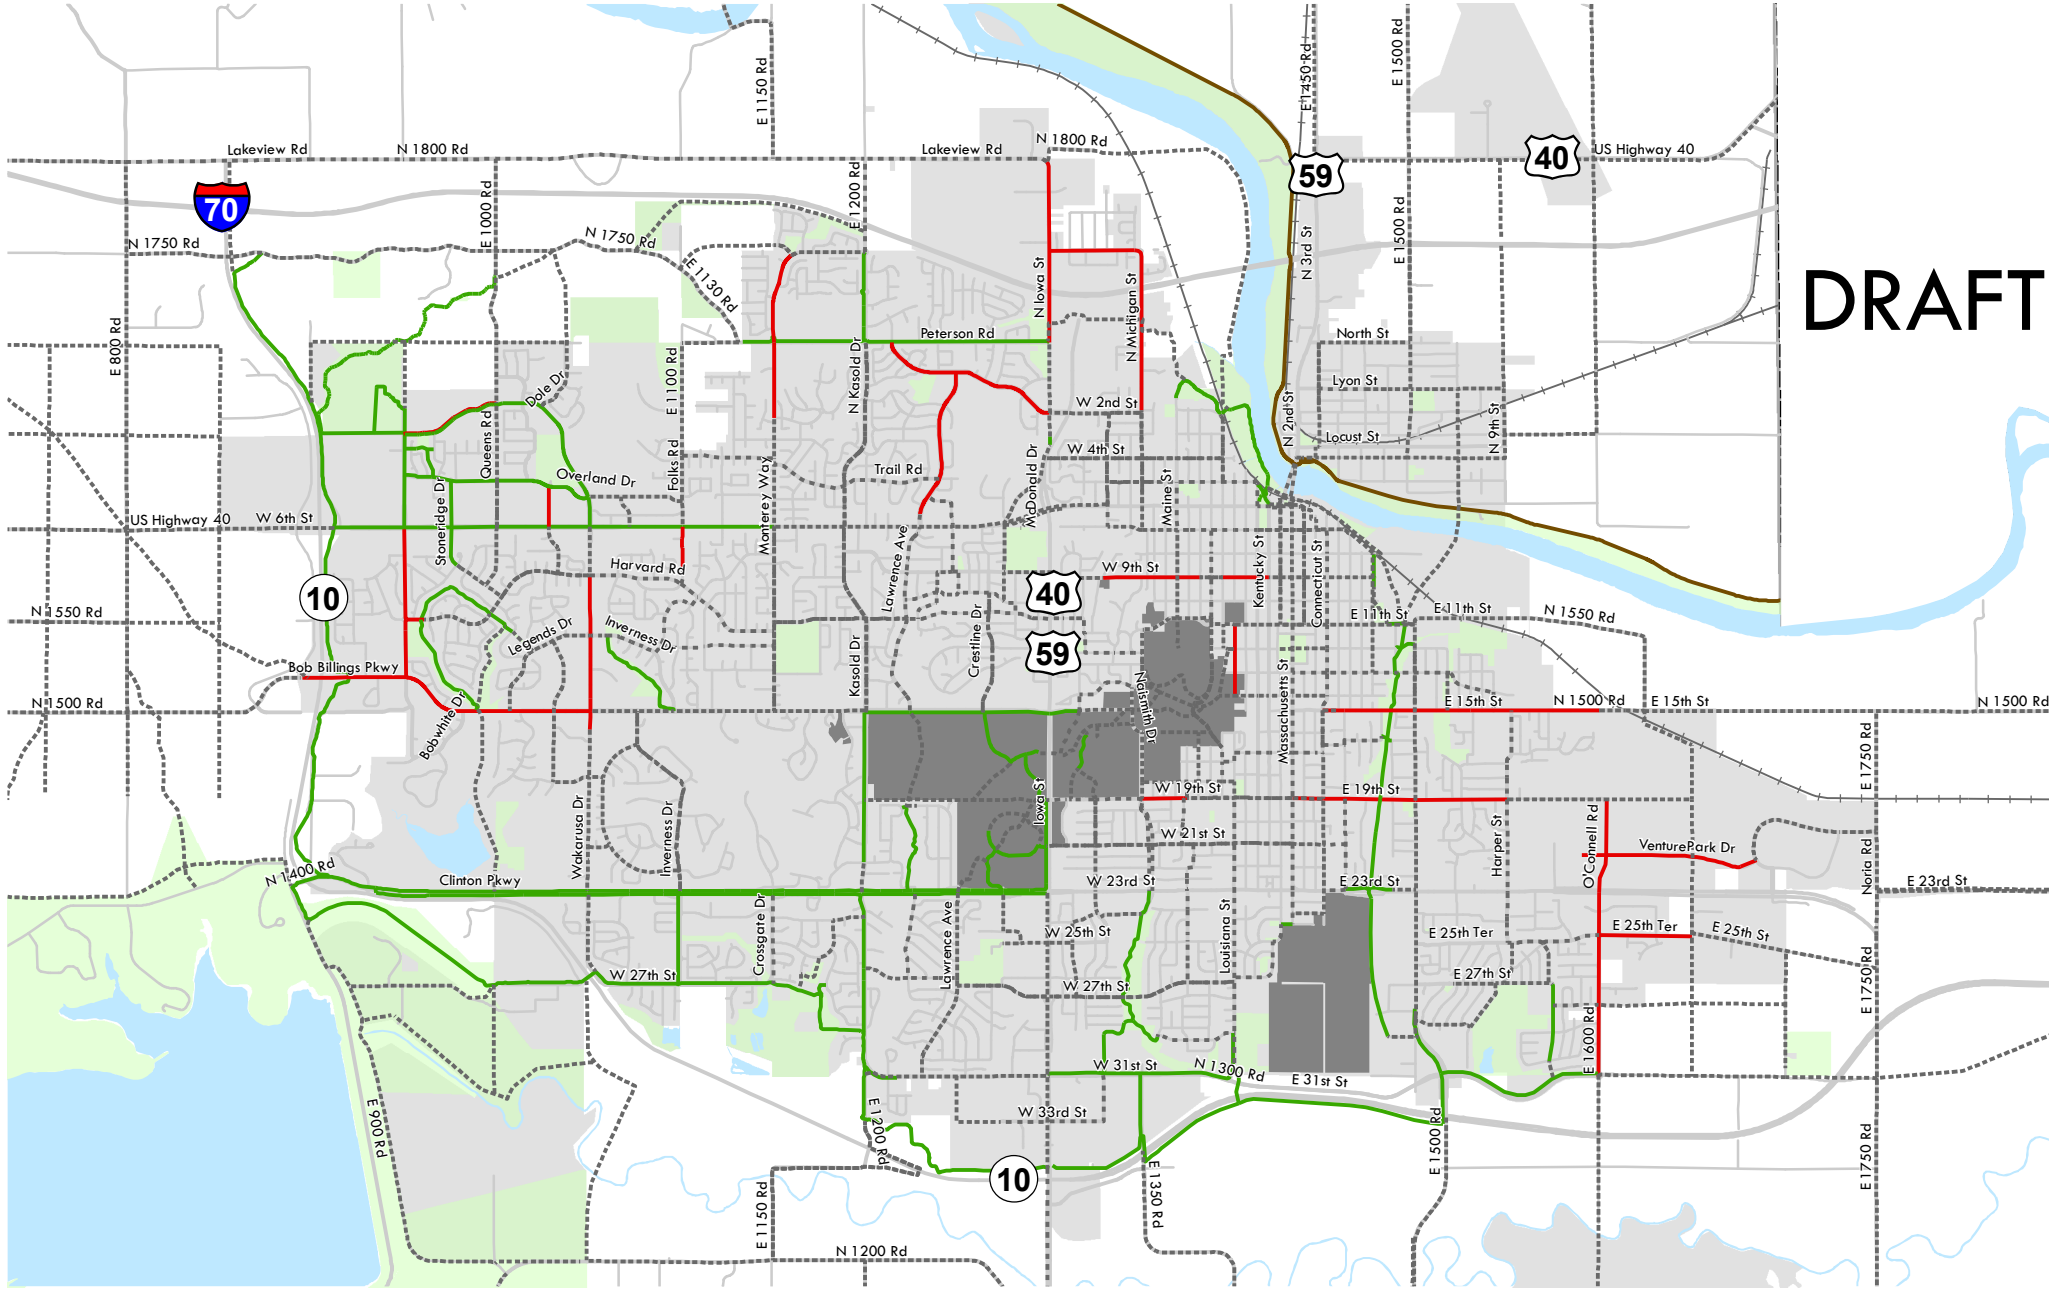 E 1150 Rd
E 1450 Rd
E 1500 Rd
Lakeview Rd
N 1800 Rd
Lakeview Rd
N 1800 Rd
59
40
US Highway 40
70
E 1000 Rd
E 1200 Rd
N 1750 Rd
N 1750 Rd
E 1130 Rd
N Iowa St
N Michigan St
N 3rd St
E 1500 Rd
DRAFT
E 800 Rd
Peterson Rd
North St
N Kasold Dr
E 1100 Rd
Dole Dr
Lyon St
W 2nd St
N 2nd St
Queens Rd
Locust St
N 9th St
Folks Rd
W 4th St
Trail Rd
McDonald Dr
Maine St
Overland Dr
Stoneridge Dr
Monterey Way
US Highway 40
W 6th St
Lawrence Ave
Kentucky St
Connecticut St
Harvard Rd
W 9th St
10
40
N 1550 Rd
E 11th St
E 11th St
N 1550 Rd
Legends Dr
Inverness Dr
Crestline Dr
59
Kasold Dr
Bob Billings Pkwy
Naismith Dr
Massachusetts St
N 1500 Rd
Bobwhite Dr
E 15th St
N 1500 Rd
E 15th St
N 1500 Rd
E 1750 Rd
Wakarusa Dr
Inverness Dr
Iowa St
W 19th St
E 19th St
W 21st St
Harper St
O'Connell Rd
VenturePark Dr
Noria Rd
N 1400 Rd
Clinton Pkwy
W 23rd St
E 23rd St
E 23rd St
Crossgate Dr
Lawrence Ave
W 25th St
Louisiana St
E 25th Ter
E 25th Ter
E 25th St
W 27th St
W 27th St
E 27th St
E 1750 Rd
E 1600 Rd
W 31st St
N 1300 Rd
E 31st St
E 900 Rd
E 1200 Rd
W 33rd St
E 1500 Rd
E 1750 Rd
10
E 1150 Rd
E 1350 Rd
N 1200 Rd